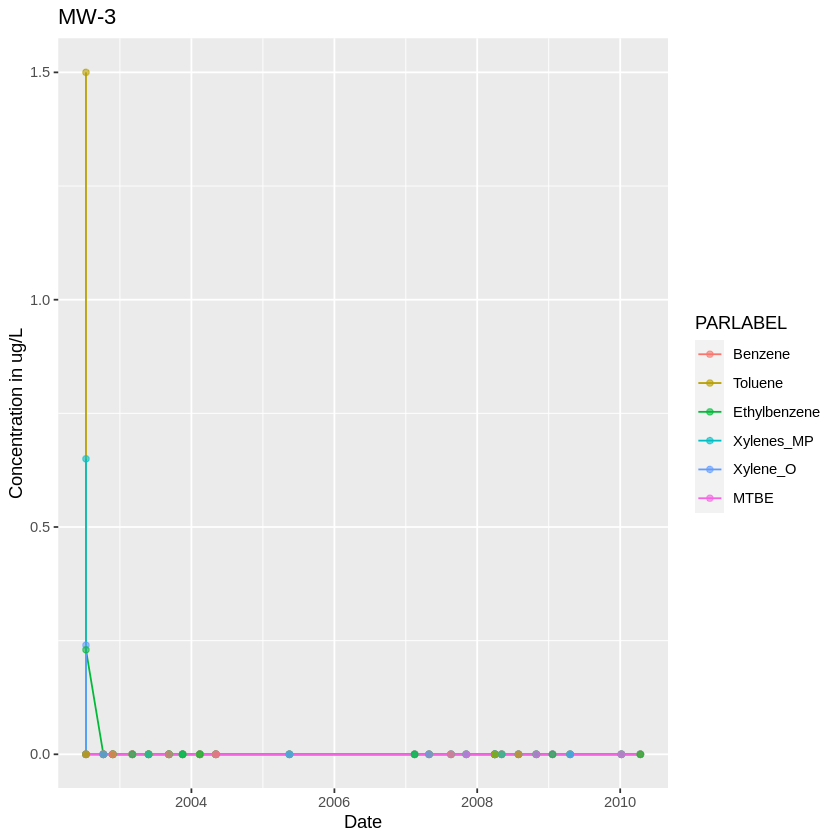 MW-3
1.5
1.0
0.5
0.0
Concentration in ug/L
2004 2006 2008 2010
Date
PARLABEL
Benzene
Toluene
Ethylbenzene
Xylenes_MP
Xylene_O
MTBE